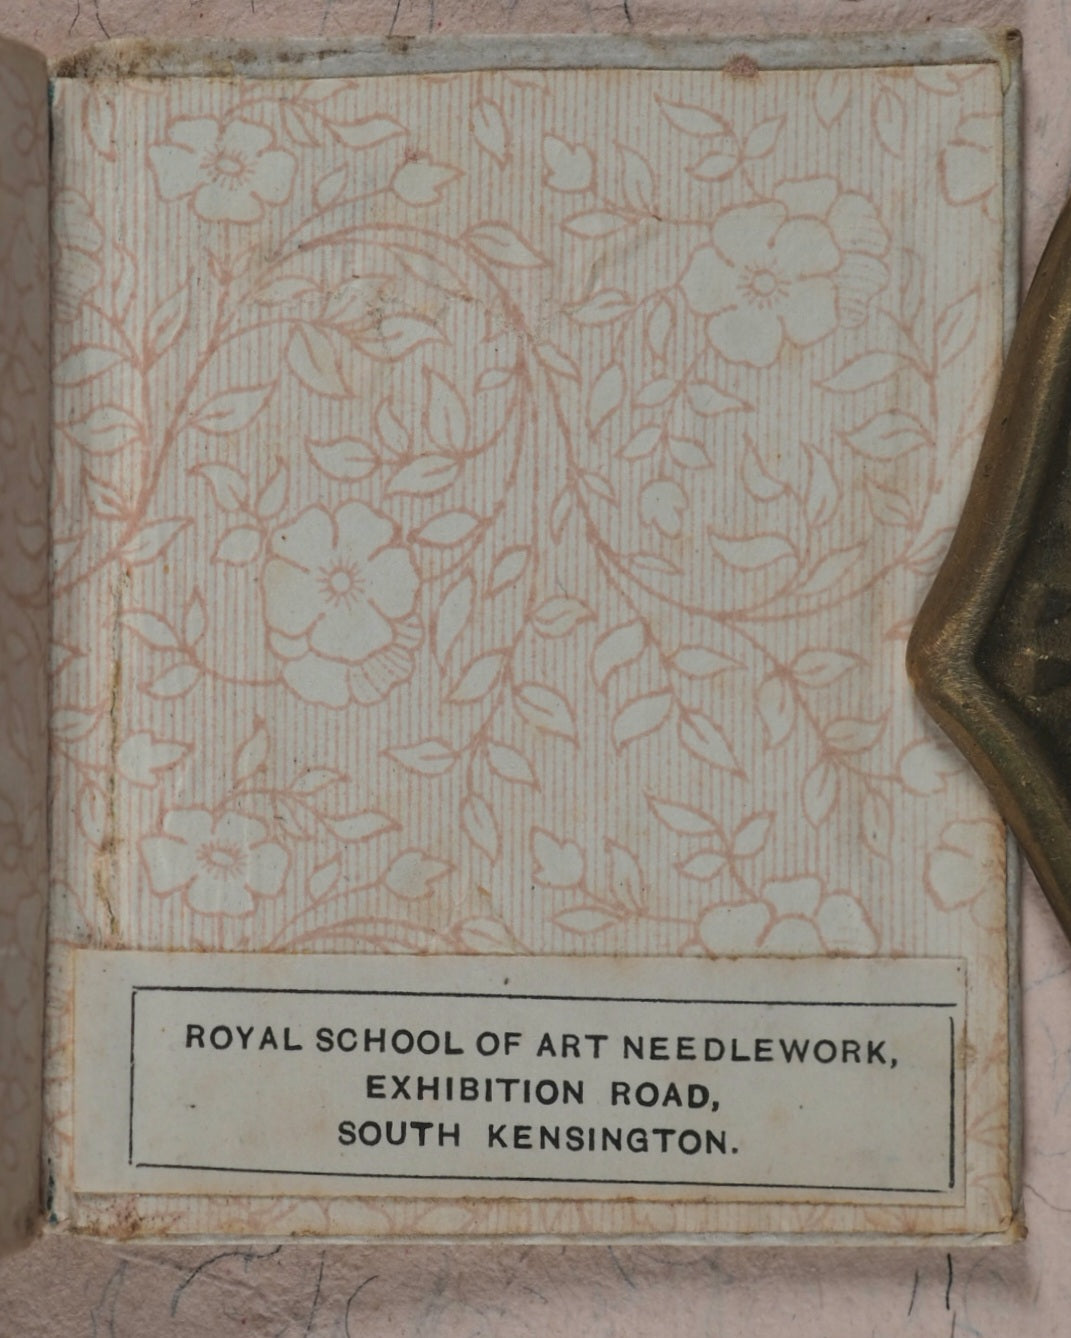 ROYAL SCHOOL OF ART NEEDLEWORK,
EXHIBITION ROAD,
SOUTH KENSINGTON.